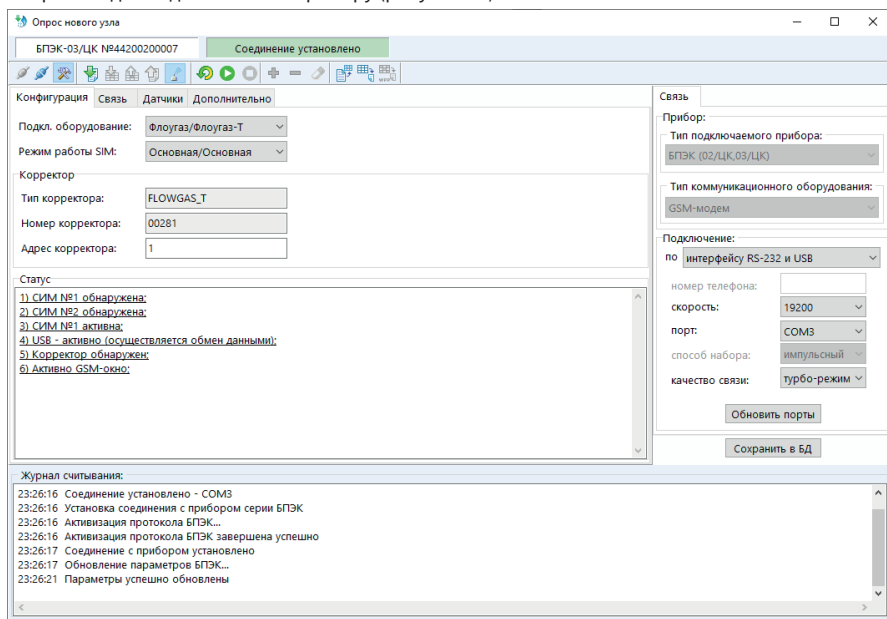 Опрос нового узла
БПЭК-03/ЦК №44200200007
Соединение установлено
Конфигурация Связь Датчики Дополнительно
Подкл. оборудование: Флоугаз/Флоугаз-Т
Режим работы SIM: Основная/Основная
Корректор
Тип корректора: FLOWGAS_T
Номер корректора: 00281
Адрес корректора: 1
Статус
1) СИМ №1 обнаружена;
2) СИМ №2 обнаружена;
3) СИМ №1 активна;
4) USB - активно (осуществляется обмен данными);
5) Корректор обнаружен;
6) Активно GSM-окно;
Связь
Прибор:
Тип подключаемого прибора:
БПЭК (02/ЦК,03/ЦК)
Тип коммуникационного оборудования:
GSM-модем
Подключение:
по интерфейсу RS-232 и USB
номер телефона:
скорость: 19200
порт: COM3
способ набора: импульсный
качество связи: турбо-режим
Обновить порты
Сохранить в БД
Журнал считывания:
23:26:16 Соединение установлено - COM3
23:26:16 Установка соединения с прибором серии БПЭК
23:26:16 Активизация протокола БПЭК...
23:26:16 Активизация протокола БПЭК завершена успешно
23:26:17 Соединение с прибором установлено
23:26:17 Обновление параметров БПЭК...
23:26:21 Параметры успешно обновлены